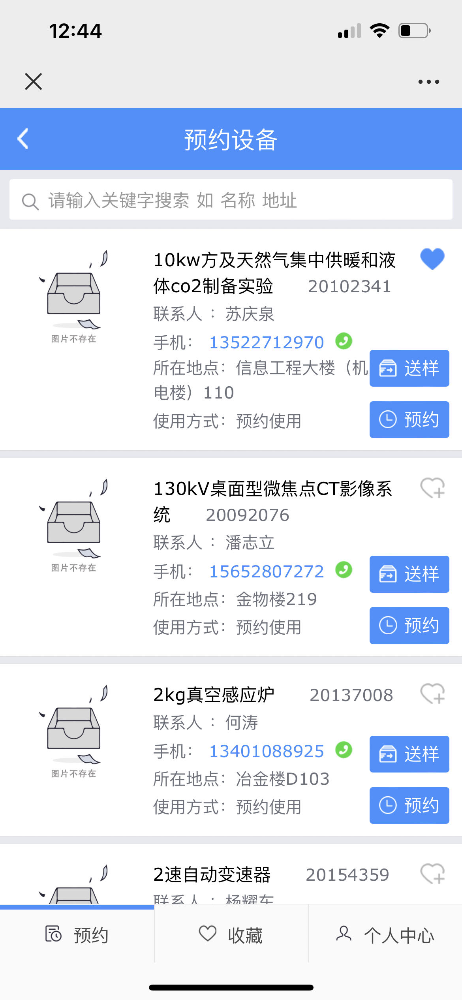 12:44
预约设备
请输入关键字搜索 如 名称 地址
10kw方及天然气集中供暖和液
体co2制备实验 20102341
联系人 ： 苏庆泉
手机： 13522712970
所在地点：信息工程大楼（机
电楼）110
使用方式：预约使用
图片不存在
送样
预约
130kV桌面型微焦点CT影像系
统 20092076
联系人 ： 潘志立
手机： 15652807272
所在地点：金物楼219
使用方式：预约使用
图片不存在
送样
预约
2kg真空感应炉 20137008
联系人 ： 何涛
手机： 13401088925
所在地点：冶金楼D103
使用方式：预约使用
图片不存在
送样
预约
2速自动变速器 20154359
联系人 ： 杨耀东
预约
收藏
个人中心